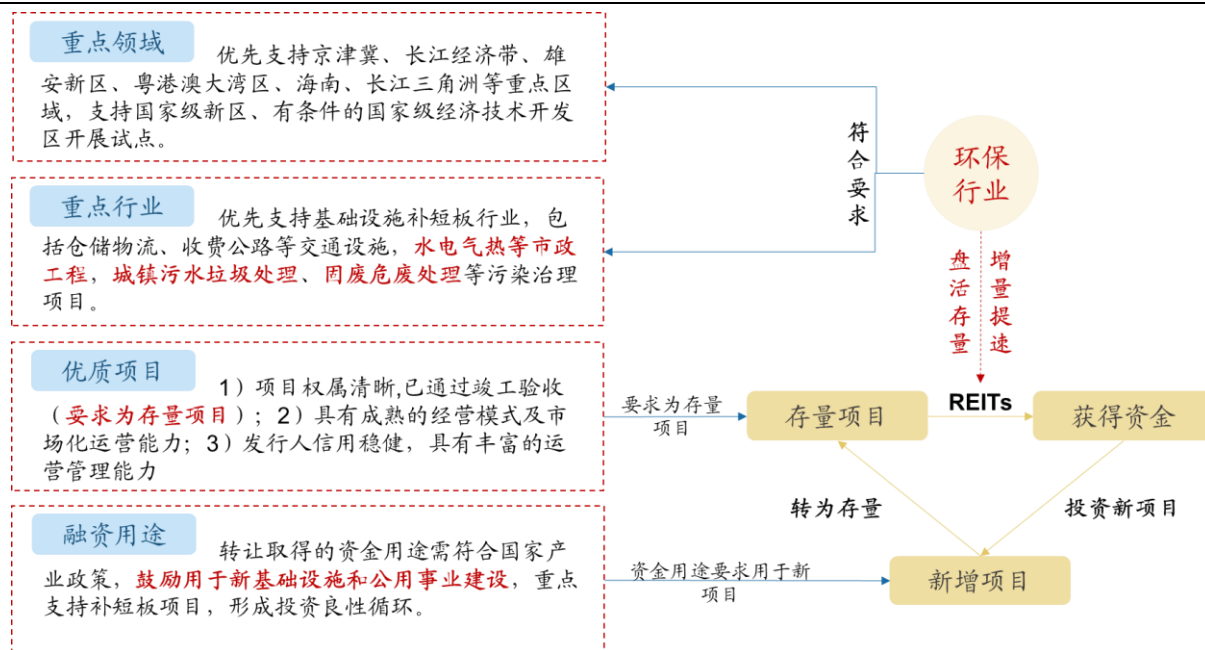 重点领域
优先支持京津冀、长江经济带、雄
安新区、粤港澳大湾区、海南、长江三角洲等重点区
域，支持国家级新区、有条件的国家级经济技术开发
区开展试点。
重点行业
优先支持基础设施补短板行业，包
括仓储物流、收费公路等交通设施，水电气热等市政
工程，城镇污水垃圾处理、固废危废处理等污染治理
项目。
优质项目
1）项目权属清晰,已通过竣工验收
（要求为存量项目）；2）具有成熟的经营模式及市
场化运营能力；3）发行人信用稳健，具有丰富的运
营管理能力
融资用途
转让取得的资金用途需符合国家产
业政策，鼓励用于新基础设施和公用事业建设，重点
支持补短板项目，形成投资良性循环。
符合要求
环保
行业
盘活存量
增量提速
要求为存量
项目
存量项目
REITs
获得资金
转为存量
投资新项目
资金用途要求用于新
项目
新增项目